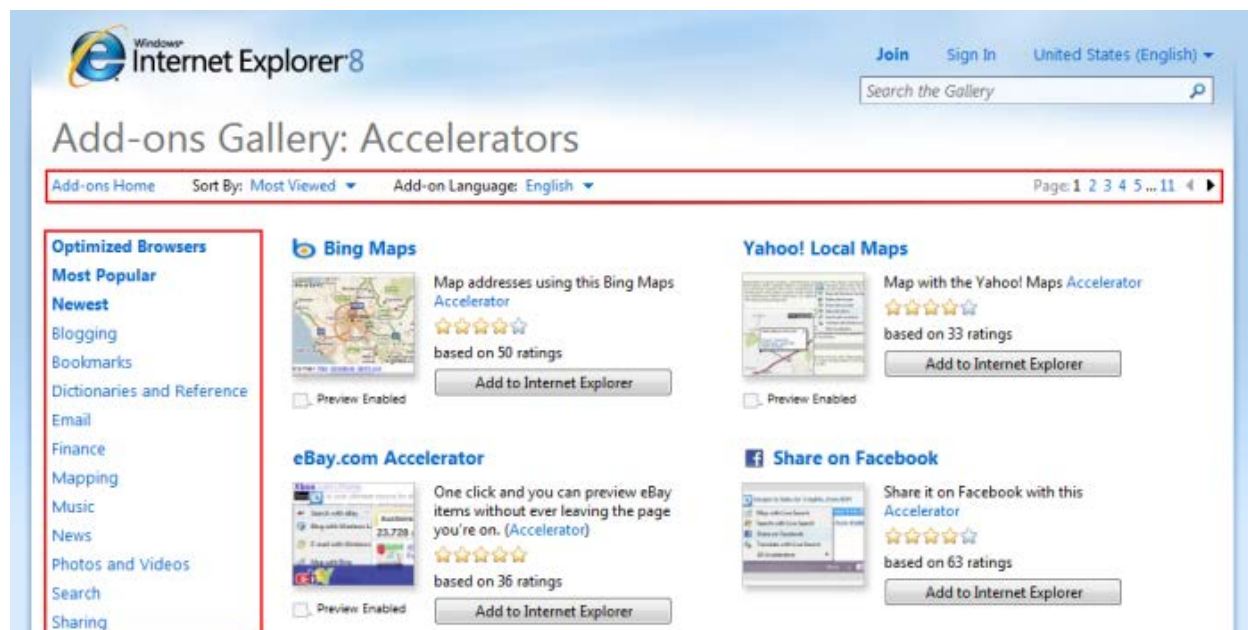 Windows®
Internet Explorer 8
Join Sign In United States (English)
Search the Gallery
Add-ons Gallery: Accelerators
Add-ons Home Sort By: Most Viewed Add-on Language: English Page: 1 2 3 4 5 ... 11
Optimized Browsers
Most Popular
Newest
Blogging
Bookmarks
Dictionaries and Reference
Email
Finance
Mapping
Music
News
Photos and Videos
Search
Sharing
Bing Maps
Map addresses using this Bing Maps
Accelerator
based on 50 ratings
Add to Internet Explorer
Preview Enabled
Yahoo! Local Maps
Map with the Yahoo! Maps Accelerator
based on 33 ratings
Add to Internet Explorer
Preview Enabled
eBay.com Accelerator
One click and you can preview eBay
items without ever leaving the page
you're on. (Accelerator)
23,728
based on 36 ratings
Add to Internet Explorer
Preview Enabled
Share on Facebook
Share it on Facebook with this
Accelerator
based on 63 ratings
Add to Internet Explorer